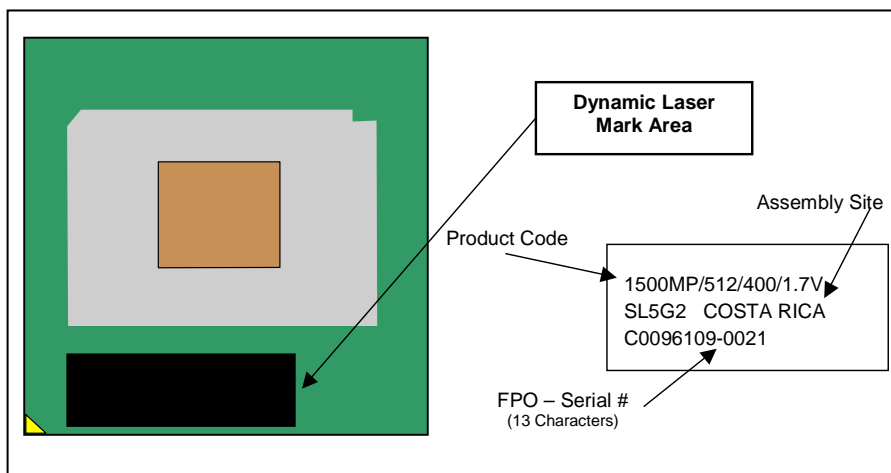 Dynamic Laser
Mark Area
Assembly Site
Product Code
1500MP/512/400/1.7V
SL5G2 COSTA RICA
C0096109-0021
FPO – Serial #
(13 Characters)